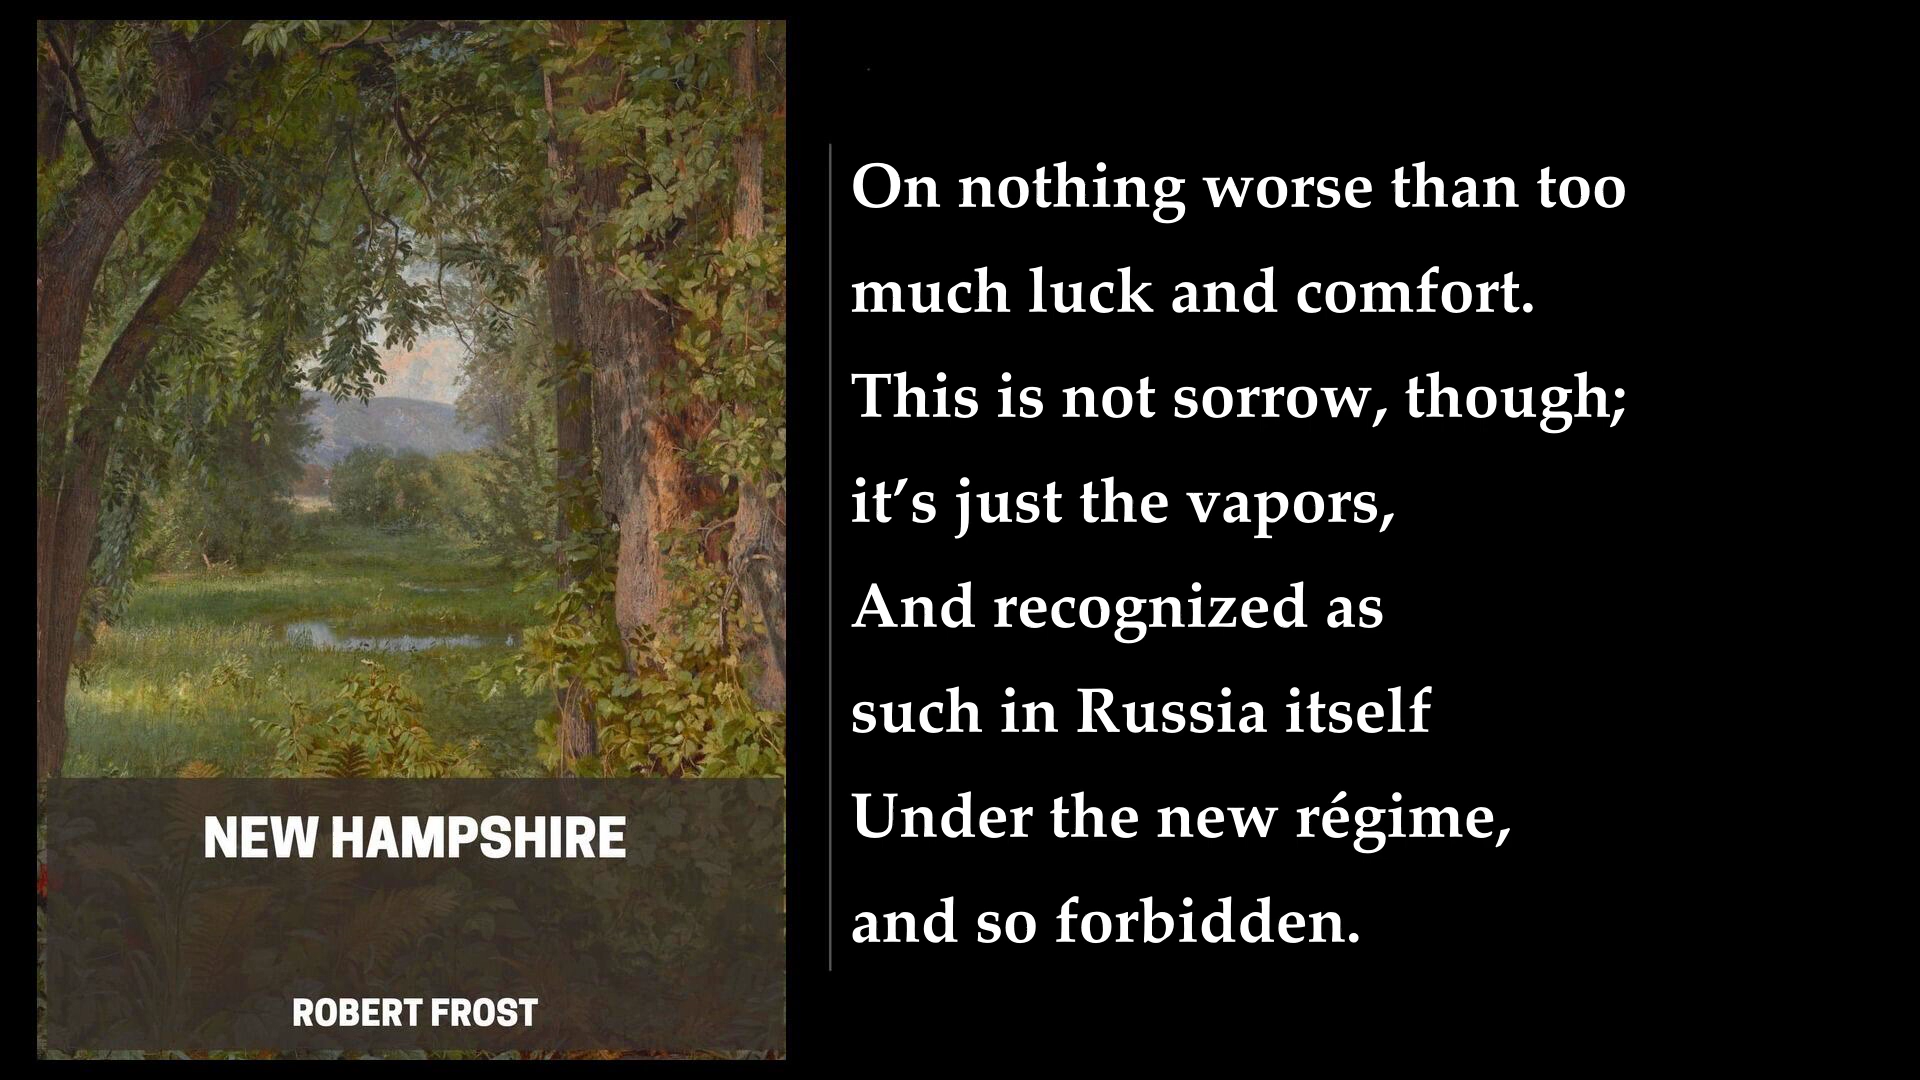 NEW HAMPSHIRE
ROBERT FROST
On nothing worse than too
much luck and comfort.
This is not sorrow, though;
it’s just the vapors,
And recognized as
such in Russia itself
Under the new régime,
and so forbidden.